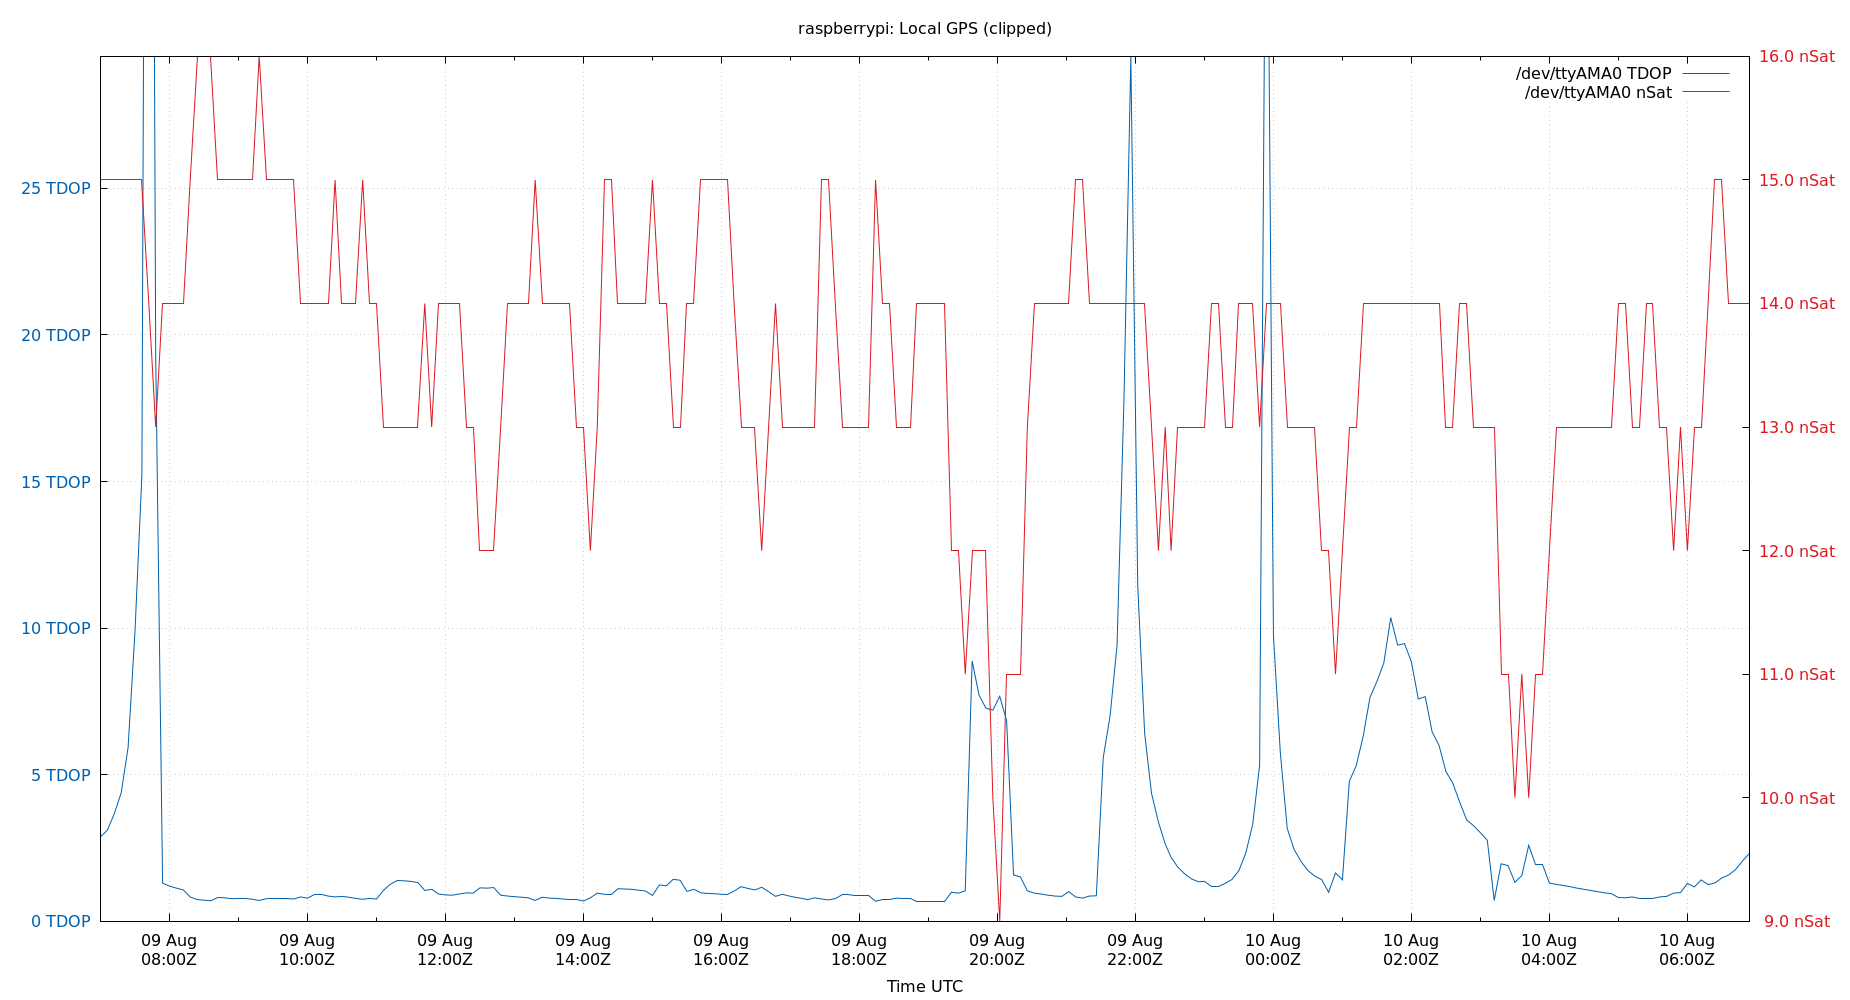 raspberrypi: Local GPS (clipped)
/dev/ttyAMA0 TDOP
/dev/ttyAMA0 nSat
25 TDOP
20 TDOP
15 TDOP
10 TDOP
5 TDOP
0 TDOP
16.0 nSat
15.0 nSat
14.0 nSat
13.0 nSat
12.0 nSat
11.0 nSat
10.0 nSat
9.0 nSat
09 Aug
08:00Z
09 Aug
10:00Z
09 Aug
12:00Z
09 Aug
14:00Z
09 Aug
16:00Z
09 Aug
18:00Z
09 Aug
20:00Z
09 Aug
22:00Z
10 Aug
00:00Z
10 Aug
02:00Z
10 Aug
04:00Z
10 Aug
06:00Z
Time UTC